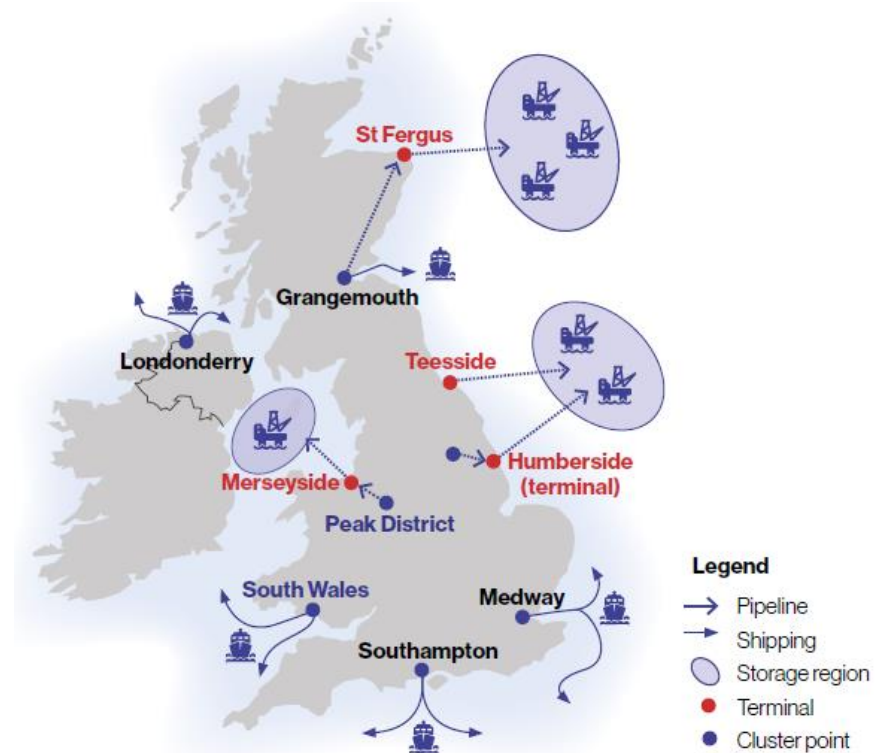 St Fergus
Grangemouth
Londonderry
Teesside
Merseyside
Humberside
(terminal)
Peak District
South Wales
Medway
Southampton
Legend
Pipeline
Shipping
Storage region
Terminal
Cluster point